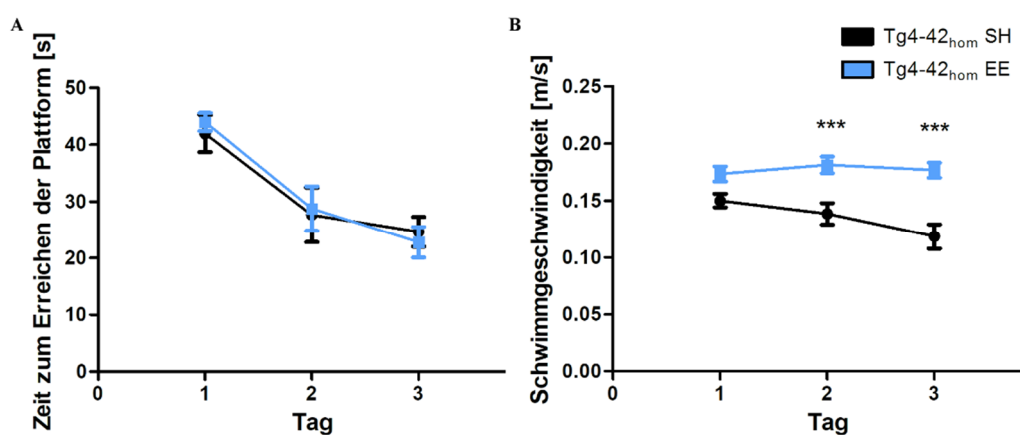 A
Zeit zum Erreichen der Plattform [s]
50
40
30
20
10
0
0 1 2 3
Tag
B
Tg4-42hom SH
Tg4-42hom EE
Schwimmgeschwindigkeit [m/s]
0.25
0.20
0.15
0.10
0.05
0.00
*** ***
0 1 2 3
Tag